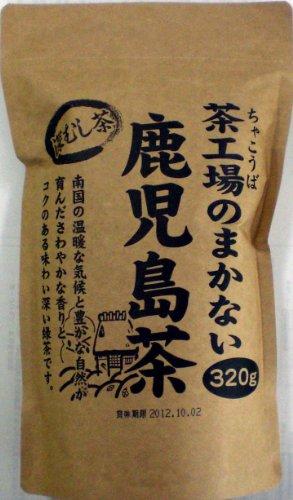 ちゃこうば
茶工場のまかない
鹿児島茶
320g
深むし茶
南国の温暖な気候と豊かな自然が
育んださわやかな香りと、
コクのある味わい深い緑茶です。
賞味期限 2012.10.02